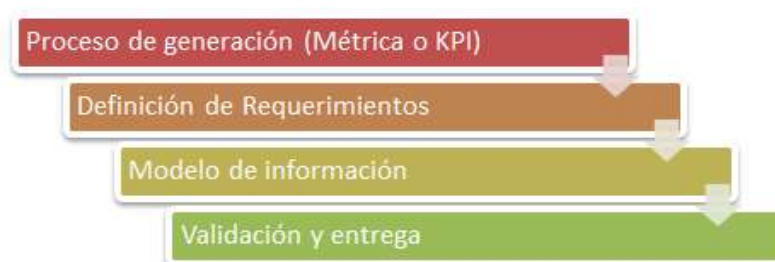 Proceso de generación (Métrica o KPI)
Definición de Requerimientos
Modelo de información
Validación y entrega